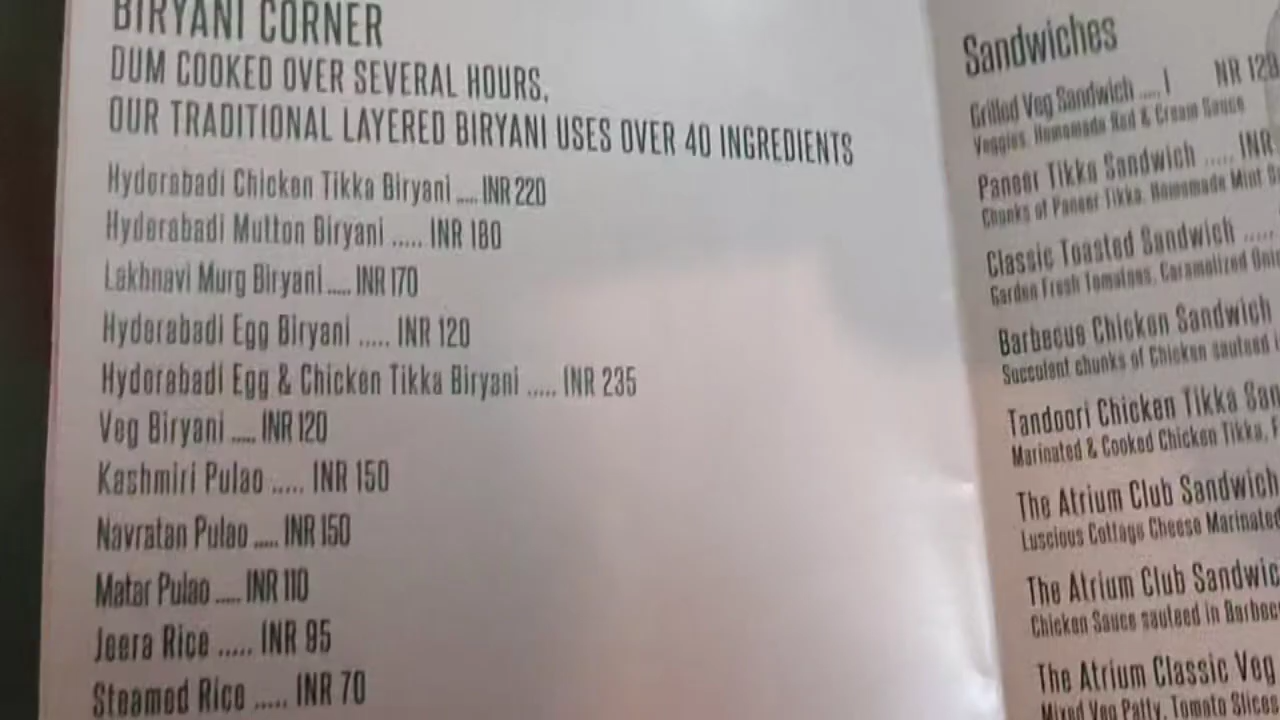 BIRYANI CORNER
DUM COOKED OVER SEVERAL HOURS,
OUR TRADITIONAL LAYERED BIRYANI USES OVER 40 INGREDIENTS
Hyderabadi Chicken Tikka Biryani ..... INR 220
Hyderabadi Mutton Biryani ..... INR 180
Lakhnavi Murg Biryani ..... INR 170
Hyderabadi Egg Biryani ..... INR 120
Hyderabadi Egg & Chicken Tikka Biryani ..... INR 235
Veg Biryani ..... INR 120
Kashmiri Pulao ..... INR 150
Navratan Pulao ..... INR 150
Matar Pulao ..... INR 110
Jeera Rice ..... INR 95
Steamed Rice ..... INR 70
Sandwiches
Grilled Veg Sandwich ..... I NR 120
Veggies, Homemade Red & Cream Sauce
Paneer Tikka Sandwich ..... INR
Chunks of Paneer Tikka, Homemade Mint
Classic Toasted Sandwich .....
Garden Fresh Tomatoes, Caramelized
Barbecue Chicken Sandwich
Succulent chunks of Chicken sauteed
Tandoori Chicken Tikka
Marinated & Cooked Chicken Tikka,
The Atrium Club Sandwich
Luscious Cottage Cheese Marinated
The Atrium Club
Chicken Sauce sauteed in
The Atrium Classic Veg
Mixed Veg Patty, Tomato Slices